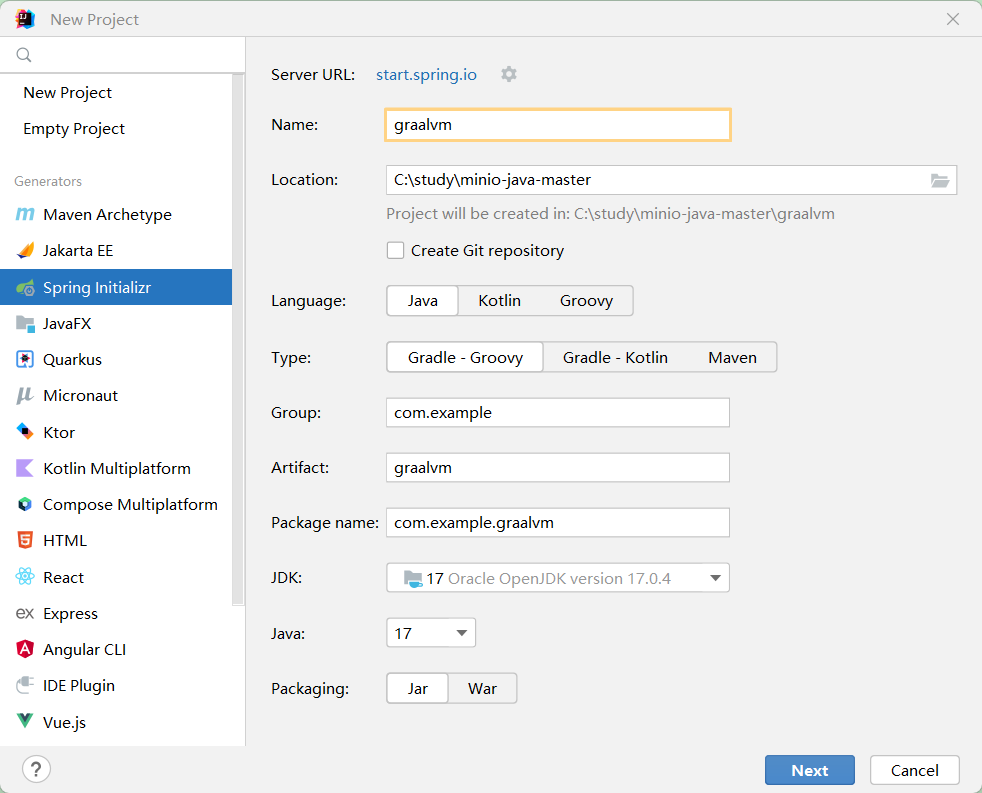 New Project
New Project
Empty Project
Generators
Maven Archetype
Jakarta EE
Spring Initializr
JavaFX
Quarkus
Micronaut
Ktor
Kotlin Multiplatform
Compose Multiplatform
HTML
React
ex Express
Angular CLI
IDE Plugin
Vue.js
Server URL: start.spring.io
Name: graalvm
Location: C:\study\minio-java-master
Project will be created in: C:\study\minio-java-master\graalvm
Create Git repository
Language: Java Kotlin Groovy
Type: Gradle - Groovy Gradle - Kotlin Maven
Group: com.example
Artifact: graalvm
Package name: com.example.graalvm
JDK: 17 Oracle OpenJDK version 17.0.4
Java: 17
Packaging: Jar War
? Next Cancel